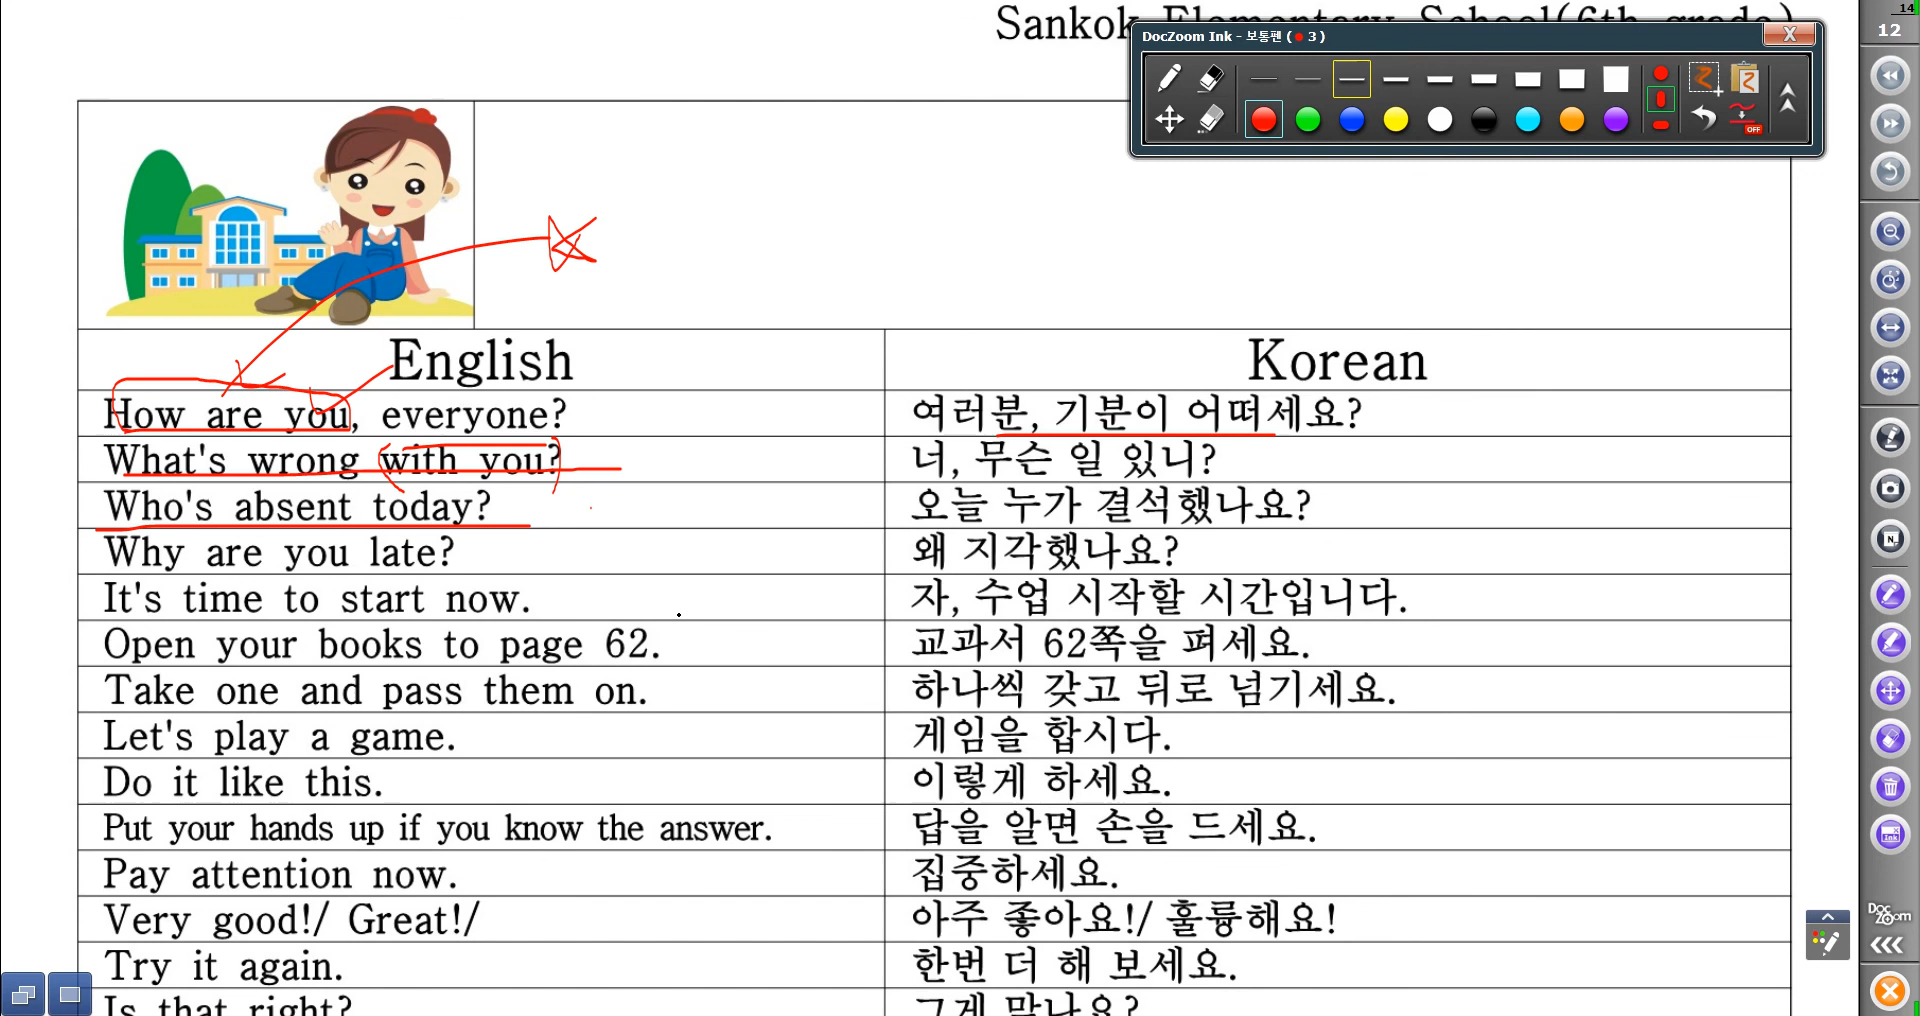 Sankok Elementary School(6th grade)
DocZoom Ink - 보통펜 ( 3 )
X
OFF
14
12
English Korean
How are you, everyone? 여러분, 기분이 어떠세요?
What's wrong with you? 너, 무슨 일 있니?
Who's absent today? 오늘 누가 결석했나요?
Why are you late? 왜 지각했나요?
It's time to start now. 자, 수업 시작할 시간입니다.
Open your books to page 62. 교과서 62쪽을 펴세요.
Take one and pass them on. 하나씩 갖고 뒤로 넘기세요.
Let's play a game. 게임을 합시다.
Do it like this. 이렇게 하세요.
Put your hands up if you know the answer. 답을 알면 손을 드세요.
Pay attention now. 집중하세요.
Very good!/ Great!/ 아주 좋아요!/ 훌륭해요!
Try it again. 한번 더 해 보세요.
Is that right? 그게 맞나요?
N
Ink
Doc Zoom